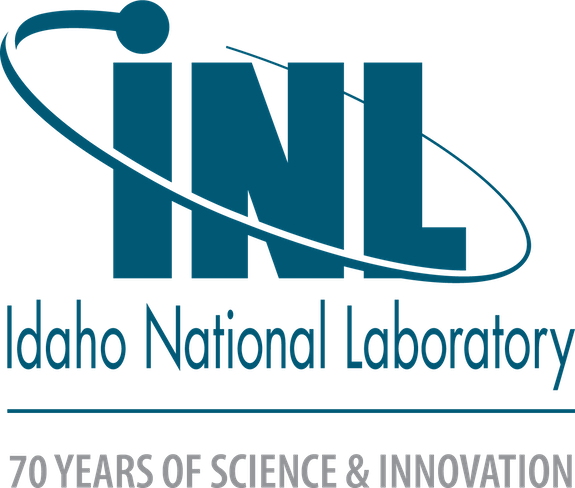 iNL
Idaho National Laboratory
70 YEARS OF SCIENCE & INNOVATION